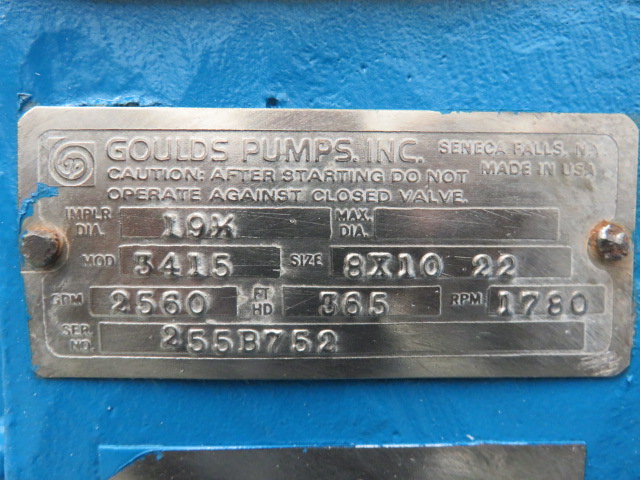 GOULDS PUMPS, INC. SENECA FALLS, N.Y.
CAUTION: AFTER STARTING DO NOT MADE IN USA
OPERATE AGAINST CLOSED VALVE.
IMPLR DIA. MAX. DIA.
MOD 3415 SIZE 8X10 22
GPM 2560 FT HD 365 RPM 1780
SER. NO. 255B752